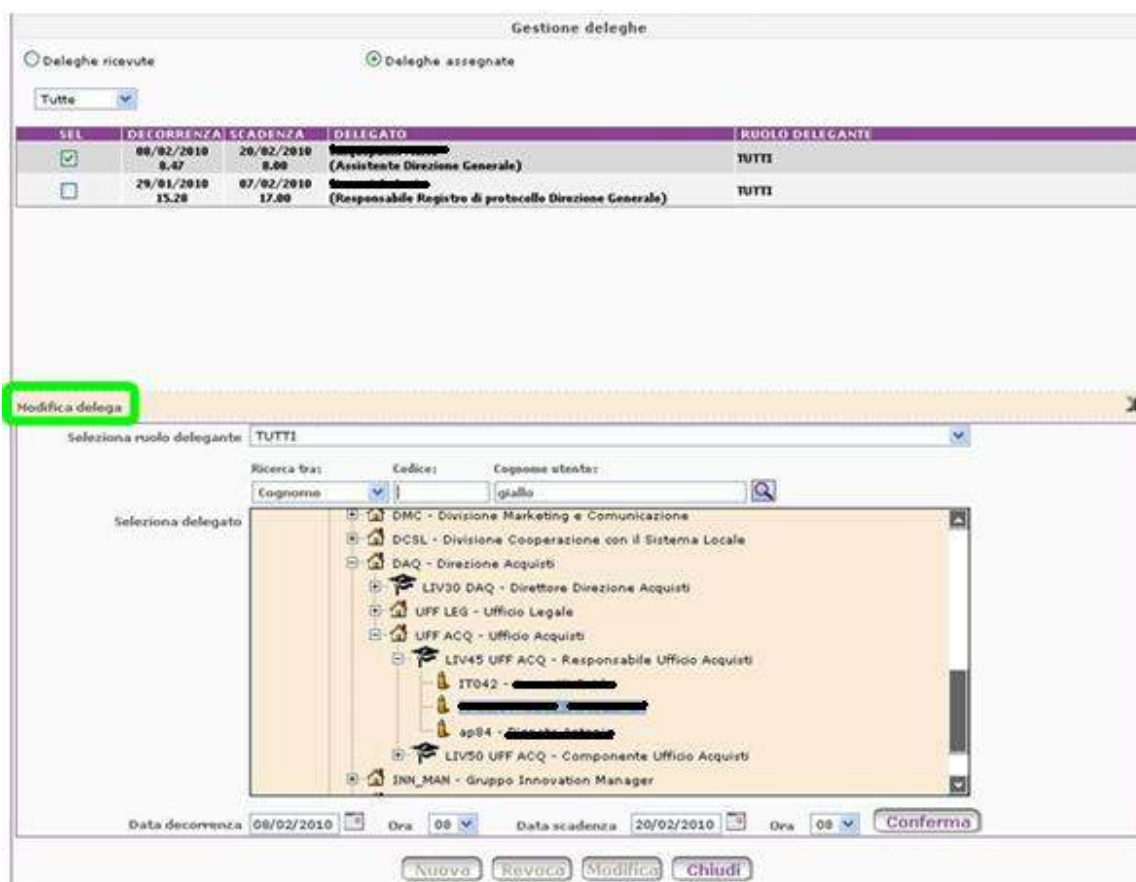 Gestione deleghe
Deleghe ricevute Deleghe assegnate
Tutte
SEL DECORRENZA SCADENZA DELEGATO RUOLO DELEGANTE
08/02/2010 20/02/2010
8.47 8.00 (Assistente Direzione Generale) TUTTI
29/01/2010 07/02/2010
15.28 17.00 (Responsabile Registro di protocollo Direzione Generale) TUTTI
Modifica delega
Seleziona ruolo delegante TUTTI
Ricerca tra: Codice: Cognome utente:
Cognome giallo
Seleziona delegato
DMC - Divisione Marketing e Comunicazione
DCSL - Divisione Cooperazione con il Sistema Locale
DAQ - Direzione Acquisti
LIV30 DAQ - Direttore Direzione Acquisti
UFF LEG - Ufficio Legale
UFF ACQ - Ufficio Acquisti
LIV45 UFF ACQ - Responsabile Ufficio Acquisti
IT042 -
ap84 -
LIV50 UFF ACQ - Componente Ufficio Acquisti
INN_MAN - Gruppo Innovation Manager
Data decorrenza 08/02/2010 Ora 08 Data scadenza 20/02/2010 Ora 08 Conferma
Nuova Revoca Modifica Chiudi